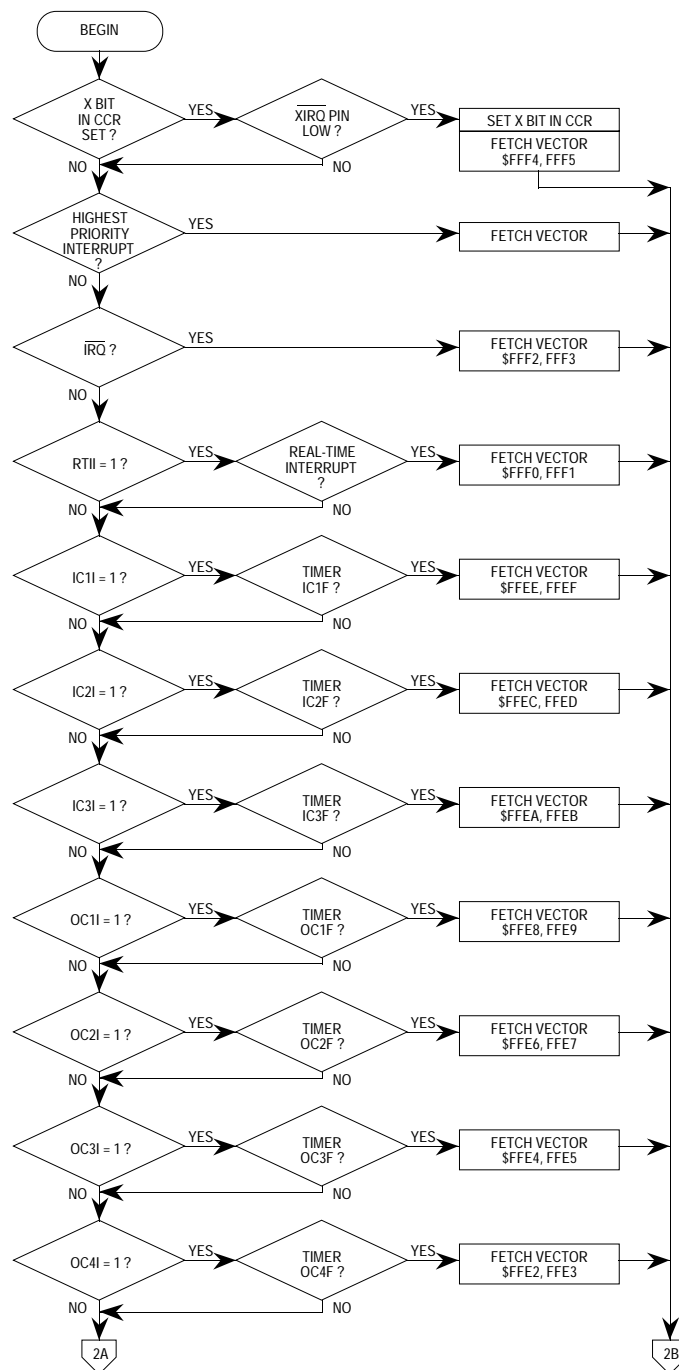 BEGIN
X BIT
IN CCR
SET ?
YES
XIRQ PIN
LOW ?
YES
SET X BIT IN CCR
FETCH VECTOR
$FFF4, FFF5
NO
NO
HIGHEST
PRIORITY
INTERRUPT
?
YES
FETCH VECTOR
NO
IRQ ?
YES
FETCH VECTOR
$FFF2, FFF3
NO
RTII = 1 ?
YES
REAL-TIME
INTERRUPT
?
YES
FETCH VECTOR
$FFF0, FFF1
NO
NO
IC1I = 1 ?
YES
TIMER
IC1F ?
YES
FETCH VECTOR
$FFEE, FFEF
NO
NO
IC2I = 1 ?
YES
TIMER
IC2F ?
YES
FETCH VECTOR
$FFEC, FFED
NO
NO
IC3I = 1 ?
YES
TIMER
IC3F ?
YES
FETCH VECTOR
$FFEA, FFEB
NO
NO
OC1I = 1 ?
YES
TIMER
OC1F ?
YES
FETCH VECTOR
$FFE8, FFE9
NO
NO
OC2I = 1 ?
YES
TIMER
OC2F ?
YES
FETCH VECTOR
$FFE6, FFE7
NO
NO
OC3I = 1 ?
YES
TIMER
OC3F ?
YES
FETCH VECTOR
$FFE4, FFE5
NO
NO
OC4I = 1 ?
YES
TIMER
OC4F ?
YES
FETCH VECTOR
$FFE2, FFE3
NO
NO
2A
2B